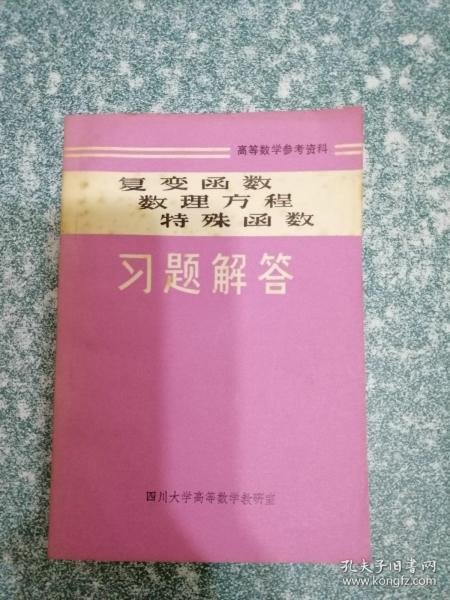 高等数学参考资料
复变函数
数理方程
特殊函数
习题解答
四川大学高等数学教研室
孔夫子旧书网
www.kongfz.com